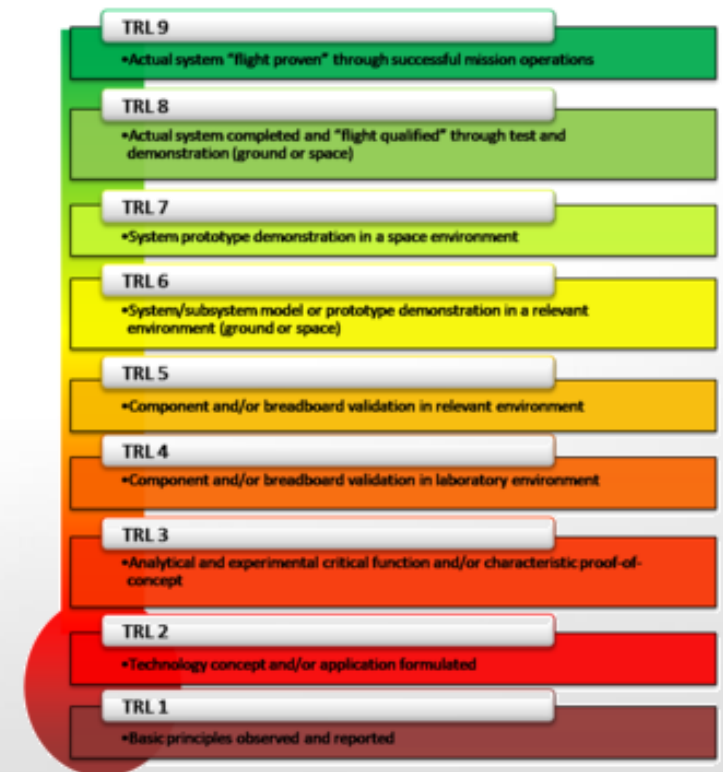 TRL 9
•Actual system "flight proven" through successful mission operations
TRL 8
•Actual system completed and "flight qualified" through test and
demonstration (ground or space)
TRL 7
•System prototype demonstration in a space environment
TRL 6
•System/subsystem model or prototype demonstration in a relevant
environment (ground or space)
TRL 5
•Component and/or breadboard validation in relevant environment
TRL 4
•Component and/or breadboard validation in laboratory environment
TRL 3
•Analytical and experimental critical function and/or characteristic proof-of-
concept
TRL 2
•Technology concept and/or application formulated
TRL 1
•Basic principles observed and reported